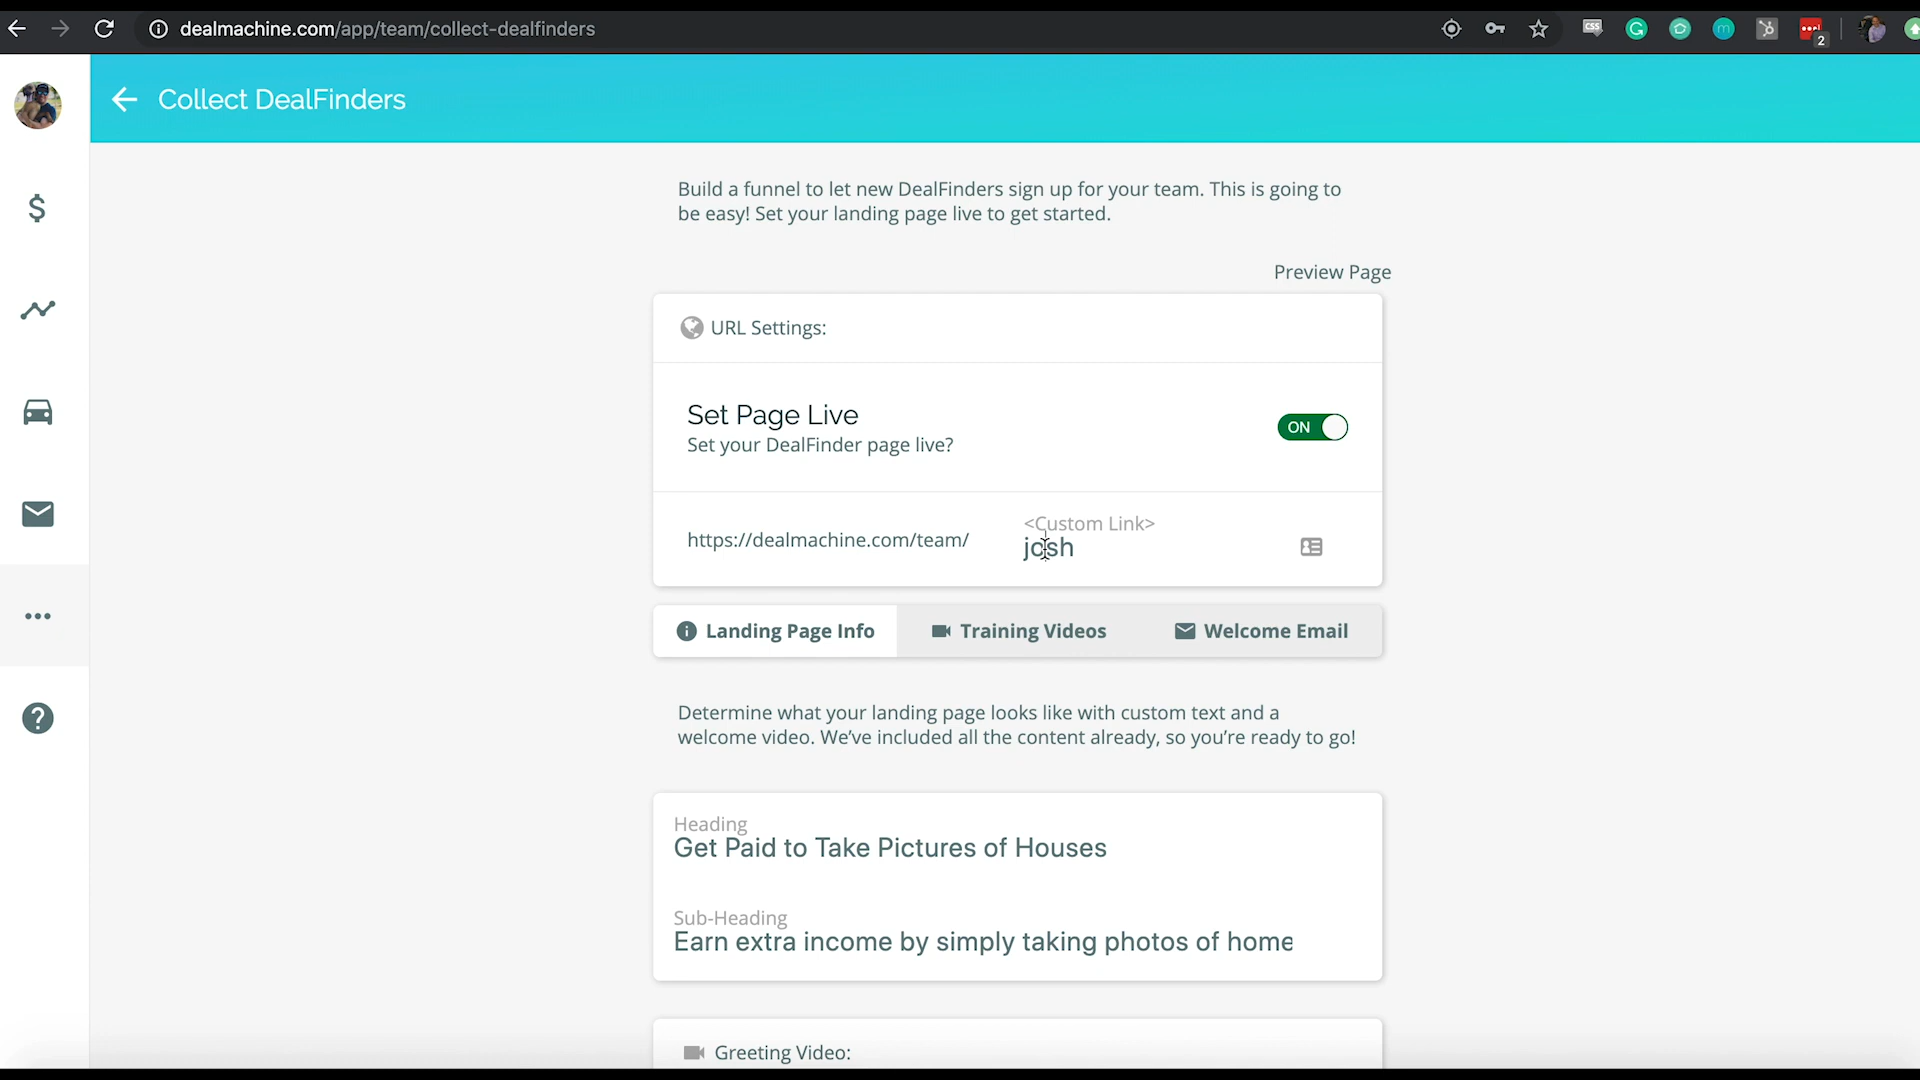 dealmachine.com/app/team/collect-dealfinders
CSS
G
m
2
Collect DealFinders
Build a funnel to let new DealFinders sign up for your team. This is going to
be easy! Set your landing page live to get started.
Preview Page
URL Settings:
Set Page Live
Set your DealFinder page live?
ON
<Custom Link>
https://dealmachine.com/team/
josh
Landing Page Info
Training Videos
Welcome Email
Determine what your landing page looks like with custom text and a
welcome video. We've included all the content already, so you're ready to go!
Heading
Get Paid to Take Pictures of Houses
Sub-Heading
Earn extra income by simply taking photos of home
Greeting Video: